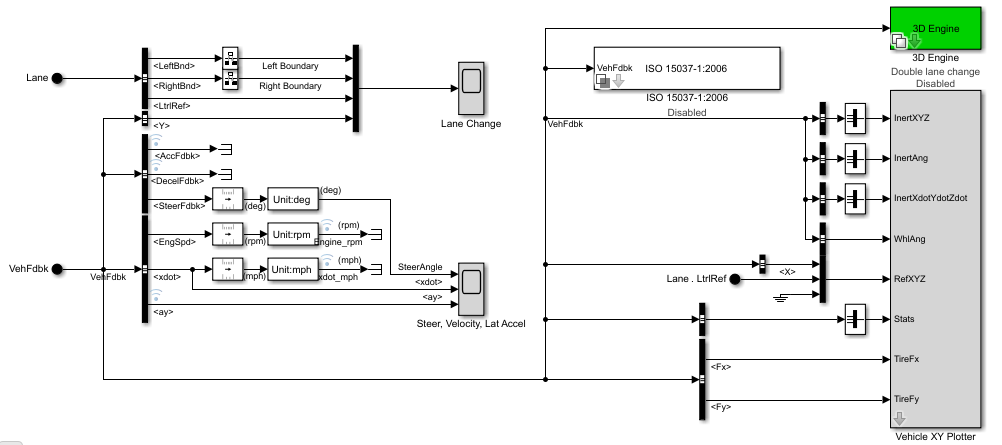 Lane
<LeftBnd>
<RightBnd>
<LtrlRef>
<Y>
Left Boundary
Right Boundary
Lane Change
VehFdbk
VehFdbk
<AccFdbk>
<DecelFdbk>
<SteerFdbk>
(deg)
Unit:deg
(deg)
<EngSpd>
(rpm)
Unit:rpm
(rpm)
Engine_rpm
<xdot>
(mph)
Unit:mph
(mph)
xdot_mph
<ay>
SteerAngle
<xdot>
<ay>
Steer, Velocity, Lat Accel
VehFdbk
ISO 15037-1:2006
ISO 15037-1:2006
Disabled
VehFdbk
3D Engine
3D Engine
Double lane change
Disabled
InertXYZ
InertAng
InertXdotYdotZdot
WhlAng
<X>
Lane . LtrlRef
RefXYZ
Stats
<Fx>
TireFx
<Fy>
TireFy
Vehicle XY Plotter